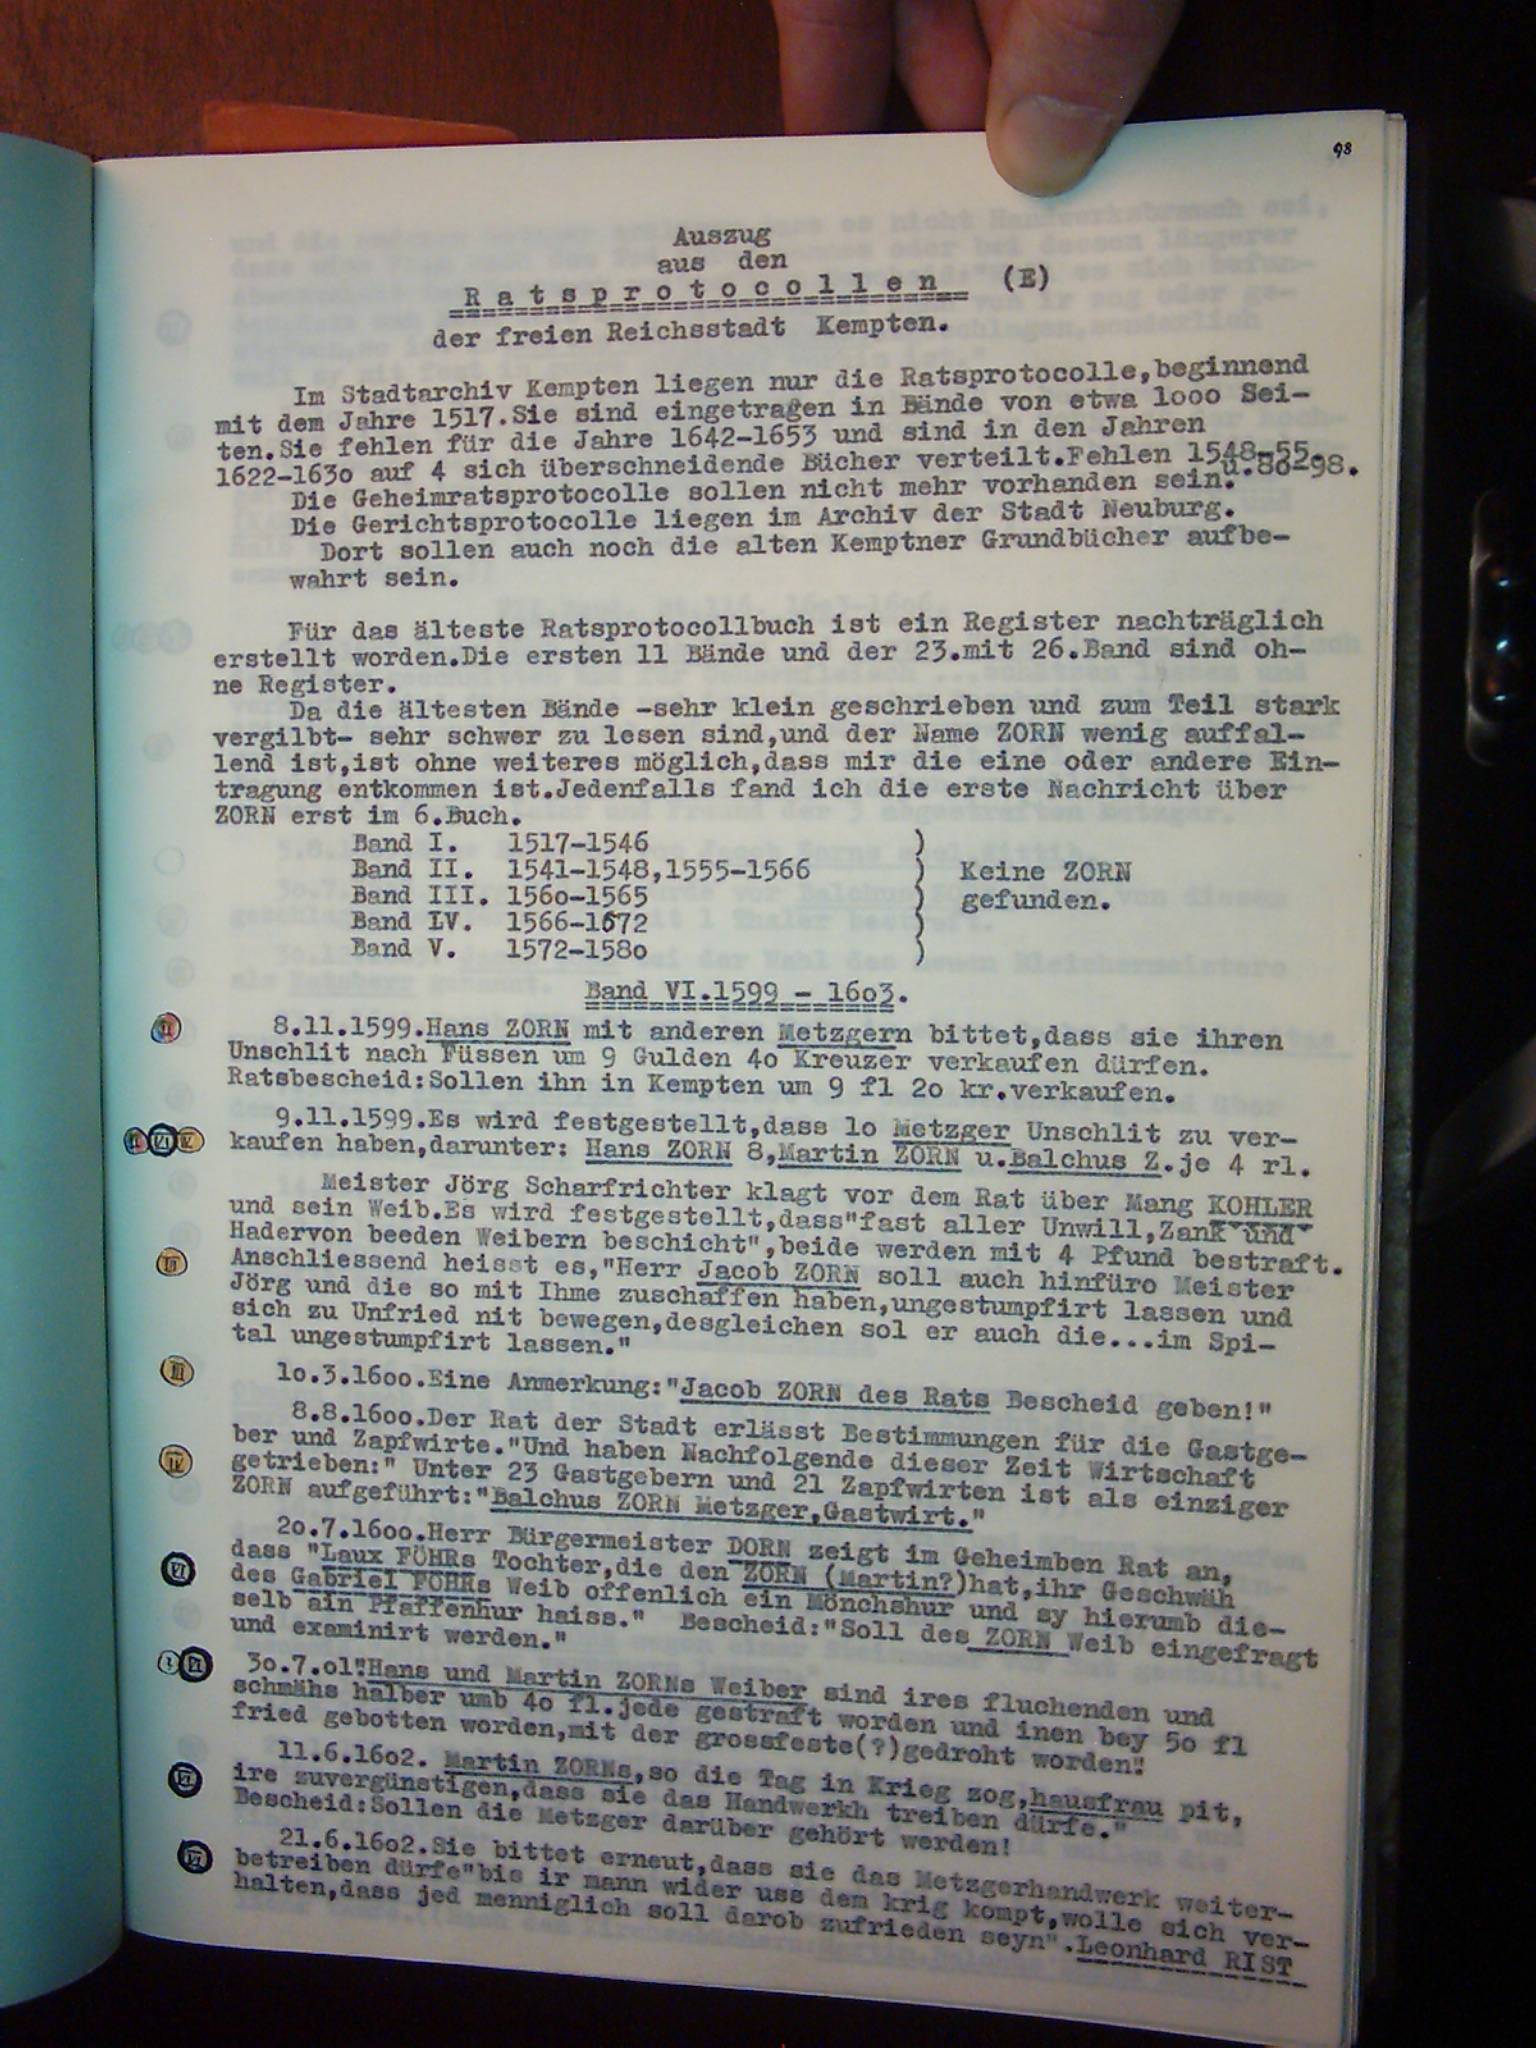 98
Auszug
aus den
Ratsprotocollen (E)
der freien Reichsstadt Kempten.
Im Stadtarchiv Kempten liegen nur die Ratsprotocolle,beginnend
mit dem Jahre 1517.Sie sind eingetragen in Bände von etwa 1ooo Sei-
ten.Sie fehlen für die Jahre 1642-1653 und sind in den Jahren
1622-163o auf 4 sich überschneidende Bücher verteilt.Fehlen 1548-55.
u.80-98.
Die Geheimratsprotocolle sollen nicht mehr vorhanden sein.
Die Gerichtsprotocolle liegen im Archiv der Stadt Neuburg.
Dort sollen auch noch die alten Kemptner Grundbücher aufbe-
wahrt sein.
Für das älteste Ratsprotocollbuch ist ein Register nachträglich
erstellt worden.Die ersten 11 Bände und der 23.mit 26.Band sind oh-
ne Register.
Da die ältesten Bände -sehr klein geschrieben und zum Teil stark
vergilbt- sehr schwer zu lesen sind,und der Name ZORN wenig auffal-
lend ist,ist ohne weiteres möglich,dass mir die eine oder andere Ein-
tragung entkommen ist.Jedenfalls fand ich die erste Nachricht über
ZORN erst im 6.Buch.
Band I. 1517-1546 )
Band II. 1541-1548,1555-1566 ) Keine ZORN
Band III. 156o-1565 ) gefunden.
Band IV. 1566-1672 )
Band V. 1572-158o )
Band VI.1599 - 16o3.
II 8.11.1599.Hans ZORN mit anderen Metzgern bittet,dass sie ihren
Unschlit nach Füssen um 9 Gulden 4o Kreuzer verkaufen dürfen.
Ratsbescheid:Sollen ihn in Kempten um 9 fl 2o kr.verkaufen.
9.11.1599.Es wird festgestellt,dass 1o Metzger Unschlit zu ver-
II VI IV kaufen haben,darunter: Hans ZORN 8,Martin ZORN u.Balchus Z.je 4 rl.
Meister Jörg Scharfrichter klagt vor dem Rat über Mang KOHLER
und sein Weib.Es wird festgestellt,dass"fast aller Unwill,Zank und
Hadervon beeden Weibern beschicht",beide werden mit 4 Pfund bestraft.
III Anschliessend heisst es,"Herr Jacob ZORN soll auch hinfüro Meister
Jörg und die so mit Ihme zuschaffen haben,ungestumpfirt lassen und
sich zu Unfried nit bewegen,desgleichen sol er auch die...im Spi-
tal ungestumpfirt lassen."
III 1o.3.16oo.Eine Anmerkung:"Jacob ZORN des Rats Bescheid geben!"
8.8.16oo.Der Rat der Stadt erlässt Bestimmungen für die Gastge-
ber und Zapfwirte."Und haben Nachfolgende dieser Zeit Wirtschaft
IV getrieben:" Unter 23 Gastgebern und 21 Zapfwirten ist als einziger
ZORN aufgeführt:"Balchus ZORN Metzger,Gastwirt."
2o.7.16oo.Herr Bürgermeister DORN zeigt im Geheimben Rat an,
dass "Laux FÖHRs Tochter,die den ZORN (Martin?)hat,ihr Geschwäh
VI des Gabriel FÖHRs Weib offenlich ein Mönchshur und sy hierumb die-
selb ain Pfaffenhur haiss." Bescheid:"Soll des ZORN Weib eingefragt
und examinirt werden."
VI 3o.7.o1"Hans und Martin ZORNs Weiber sind ires fluchenden und
schmähs halber umb 4o fl.jede gestraft worden und inen bey 5o fl
fried gebotten worden,mit der grossfeste(?)gedroht worden"
11.6.16o2. Martin ZORNs,so die Tag in Krieg zog,hausfrau pit,
VI ire zuvergünstigen,dass sie das Handwerkh treiben dürfe."
Bescheid:Sollen die Metzger darüber gehört werden!
21.6.16o2.Sie bittet erneut,dass sie das Metzgerhandwerk weiter-
VI betreiben dürfe"bis ir mann wider uss dem krig kompt,wolle sich ver-
halten,dass jed menniglich soll darob zufrieden seyn".Leonhard RIST